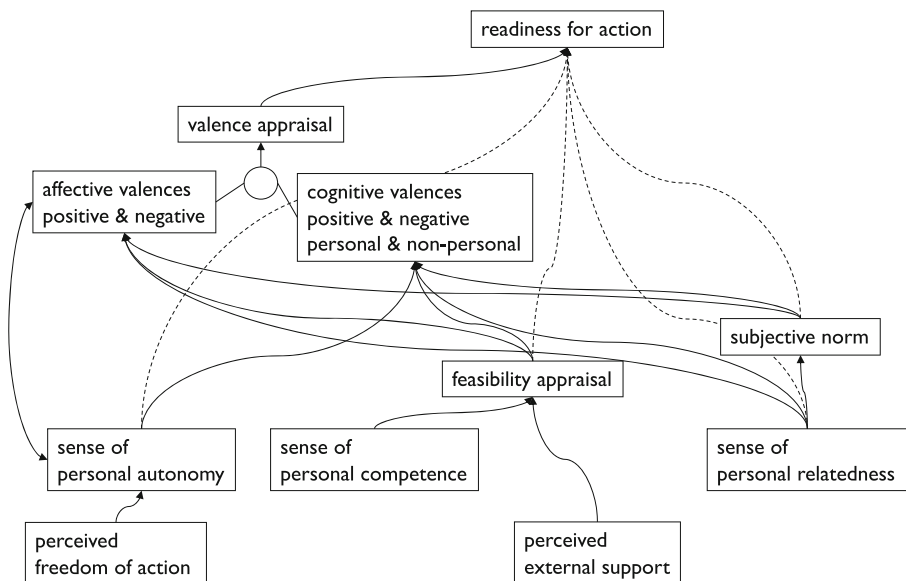 readiness for action
valence appraisal
affective valences
positive & negative
cognitive valences
positive & negative
personal & non-personal
subjective norm
feasibility appraisal
sense of
personal autonomy
sense of
personal competence
sense of
personal relatedness
perceived
freedom of action
perceived
external support